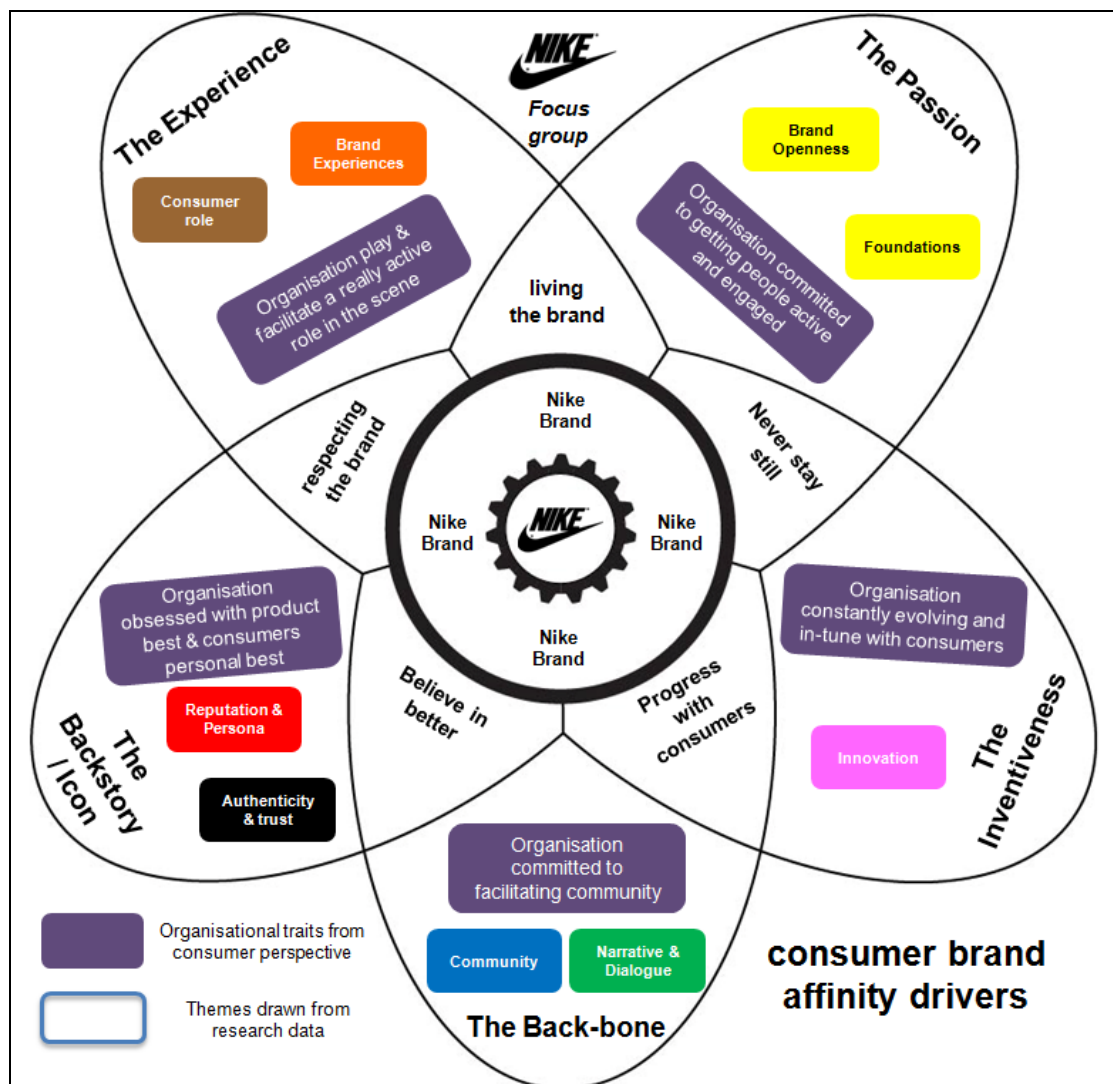 NIKE
Focus
group
The Experience
The Passion
Brand
Experiences
Consumer
role
Organisation play &
facilitate a really active
role in the scene
Brand
Openness
Foundations
Organisation committed
to getting people active
and engaged
living
the brand
respecting
the brand
Never stay
still
Nike
Brand
Nike
Brand
NIKE
Nike
Brand
Nike
Brand
Organisation
obsessed with product
best & consumers
personal best
Reputation &
Persona
Authenticity
& trust
The
Backstory
/ Icon
Believe in
better
Progress
with
consumers
Organisation
constantly evolving and
in-tune with consumers
Innovation
The
Inventiveness
Organisation
committed to
facilitating community
Community
Narrative &
Dialogue
The Back-bone
Organisational traits from
consumer perspective
Themes drawn from
research data
consumer brand
affinity drivers